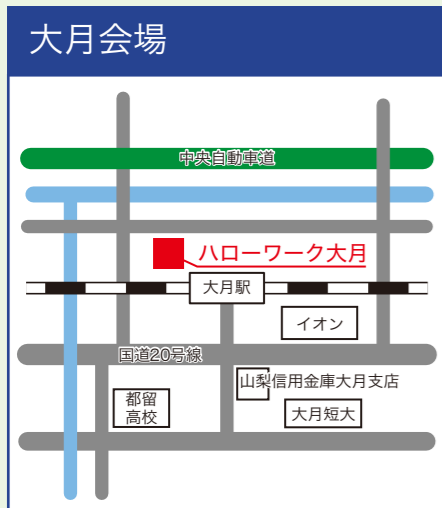 大月会場
中央自動車道
ハローワーク大月
大月駅
イオン
国道20号線
山梨信用金庫大月支店
都留
高校
大月短大